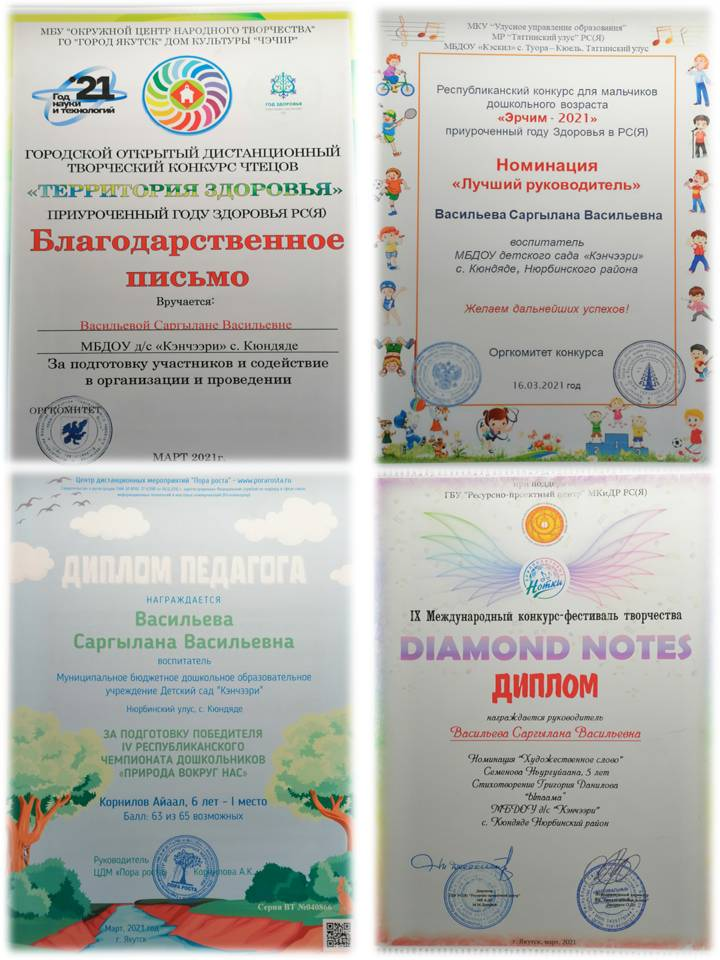 МБУ "ОКРУЖНОЙ ЦЕНТР НАРОДНОГО ТВОРЧЕСТВА"
ГО "ГОРОД ЯКУТСК" ДОМ КУЛЬТУРЫ "ЧЭЧИР"
'21
Год
науки
и технологий
ГОД ЗДОРОВЬЯ
ГОРОДСКОЙ ОТКРЫТЫЙ ДИСТАНЦИОННЫЙ
ТВОРЧЕСКИЙ КОНКУРС ЧТЕЦОВ
«ТЕРРИТОРИЯ ЗДОРОВЬЯ»
ПРИУРОЧЕННЫЙ ГОДУ ЗДОРОВЬЯ РС(Я)
Благодарственное
письмо
Вручается:
Васильевой Саргылане Васильевне
МБДОУ д/с «Кэнчээри» с. Кюндяде
За подготовку участников и содействие
в организации и проведении
ОРГКОМИТЕТ
МАРТ 2021г.
МКУ "Улусное управление образования"
МР "Таттинский улус" РС(Я)
МБДОУ «Кэскил» с. Туора – Кюель, Таттинский улус
Республиканский конкурс для мальчиков
дошкольного возраста
«Эрчим - 2021»
приуроченный году Здоровья в РС(Я)
Номинация
«Лучший руководитель»
Васильева Саргылана Васильевна
воспитатель
МБДОУ детского сада «Кэнчээри»
с. Кюндяде, Нюрбинского района
Желаем дальнейших успехов!
Оргкомитет конкурса
16.03.2021 год
Центр дистанционных мероприятий "Пора роста" - www.pororosta.ru
ДИПЛОМ ПЕДАГОГА
НАГРАЖДАЕТСЯ
Васильева
Саргылана Васильевна
воспитатель
Муниципальное бюджетное дошкольное образовательное
учреждение Детский сад "Кэнчээри"
Нюрбинский улус, с. Кюндяде
ЗА ПОДГОТОВКУ ПОБЕДИТЕЛЯ
IV РЕСПУБЛИКАНСКОГО
ЧЕМПИОНАТА ДОШКОЛЬНИКОВ
«ПРИРОДА ВОКРУГ НАС»
Корнилов Айаал, 6 лет - I место
Балл: 63 из 65 возможных
Руководитель
ЦДМ «Пора роста»
Корнилова А.К.
ПОРА РОСТА
Серия ВТ №040866
Март, 2021 год
г. Якутск
при поддержке
ГБУ "Ресурсно-проектный центр" МКиДР РС(Я)
Нотки
IX Международный конкурс-фестиваль творчества
DIAMOND NOTES
ДИПЛОМ
награждается руководитель
Васильева Саргылана Васильевна
Номинация "Художественное слово"
Семенова Ньургуйаана, 5 лет
Стихотворение Григория Данилова
"Ытаама"
МБДОУ д/с "Кэнчээри"
с. Кюндяде Нюрбинский район
г. Якутск, март, 2021